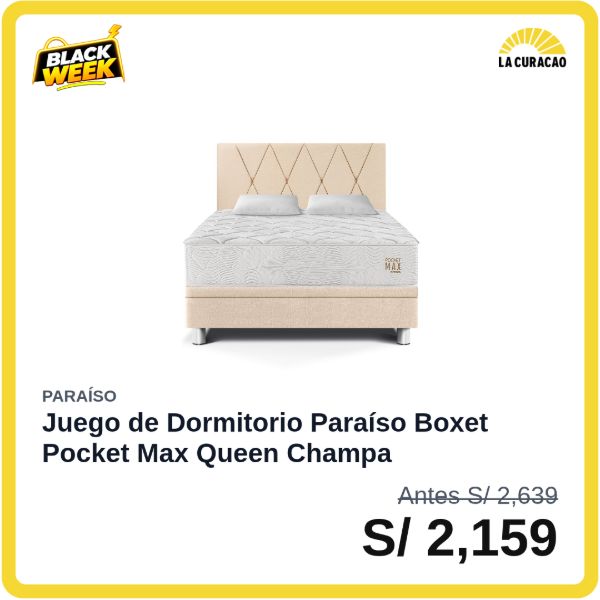 BLACK
WEEK
LA CURACAO
POCKET
MAX
PARAÍSO
Juego de Dormitorio Paraíso Boxet
Pocket Max Queen Champa
Antes S/ 2,639
S/ 2,159